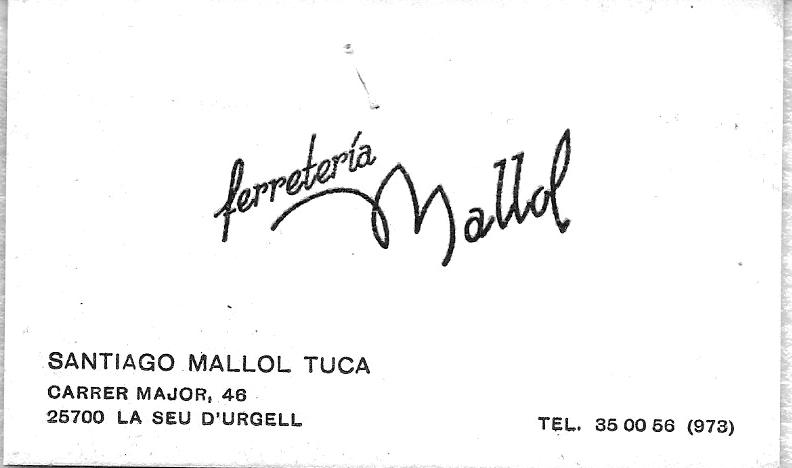 ferretería
Mallol
SANTIAGO MALLOL TUCA
CARRER MAJOR, 46
25700 LA SEU D'URGELL
TEL. 35 00 56 (973)